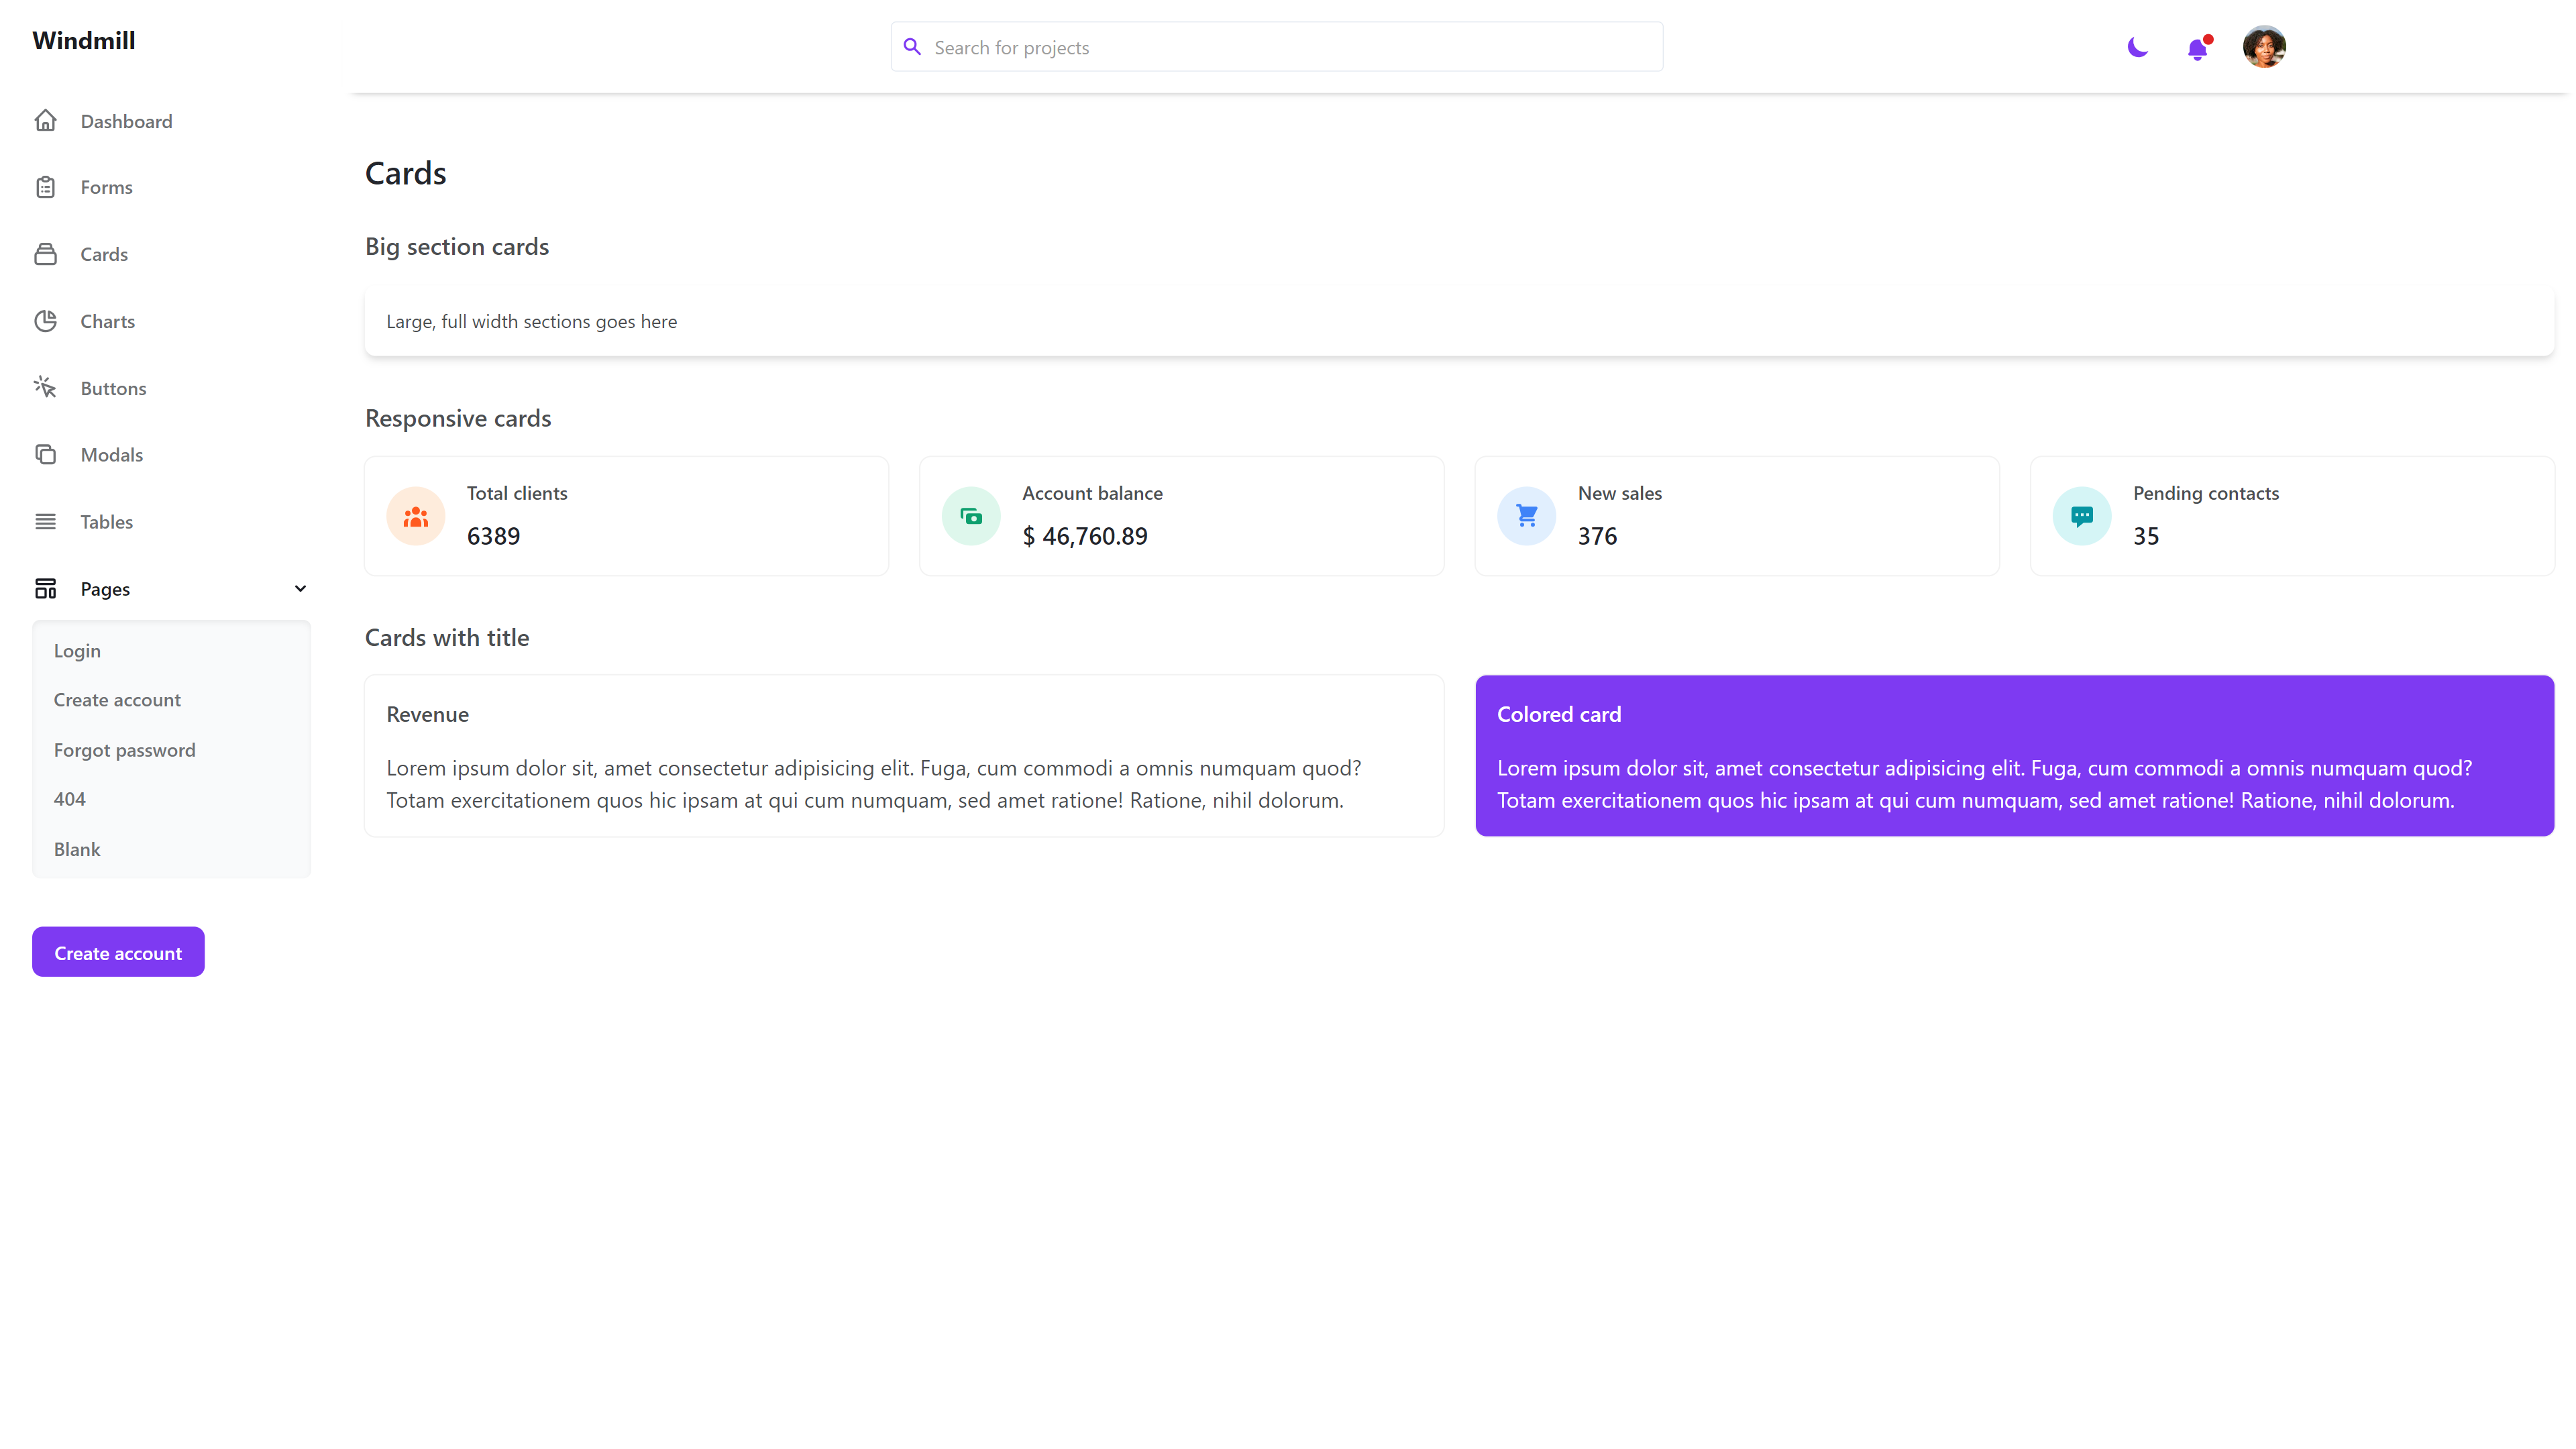 Windmill
Search for projects
Dashboard
Forms
Cards
Charts
Buttons
Modals
Tables
Pages
Login
Create account
Forgot password
404
Blank
Create account
Cards
Big section cards
Large, full width sections goes here
Responsive cards
Total clients
6389
Account balance
$ 46,760.89
New sales
376
Pending contacts
35
Cards with title
Revenue
Lorem ipsum dolor sit, amet consectetur adipisicing elit. Fuga, cum commodi a omnis numquam quod?
Totam exercitationem quos hic ipsam at qui cum numquam, sed amet ratione! Ratione, nihil dolorum.
Colored card
Lorem ipsum dolor sit, amet consectetur adipisicing elit. Fuga, cum commodi a omnis numquam quod?
Totam exercitationem quos hic ipsam at qui cum numquam, sed amet ratione! Ratione, nihil dolorum.